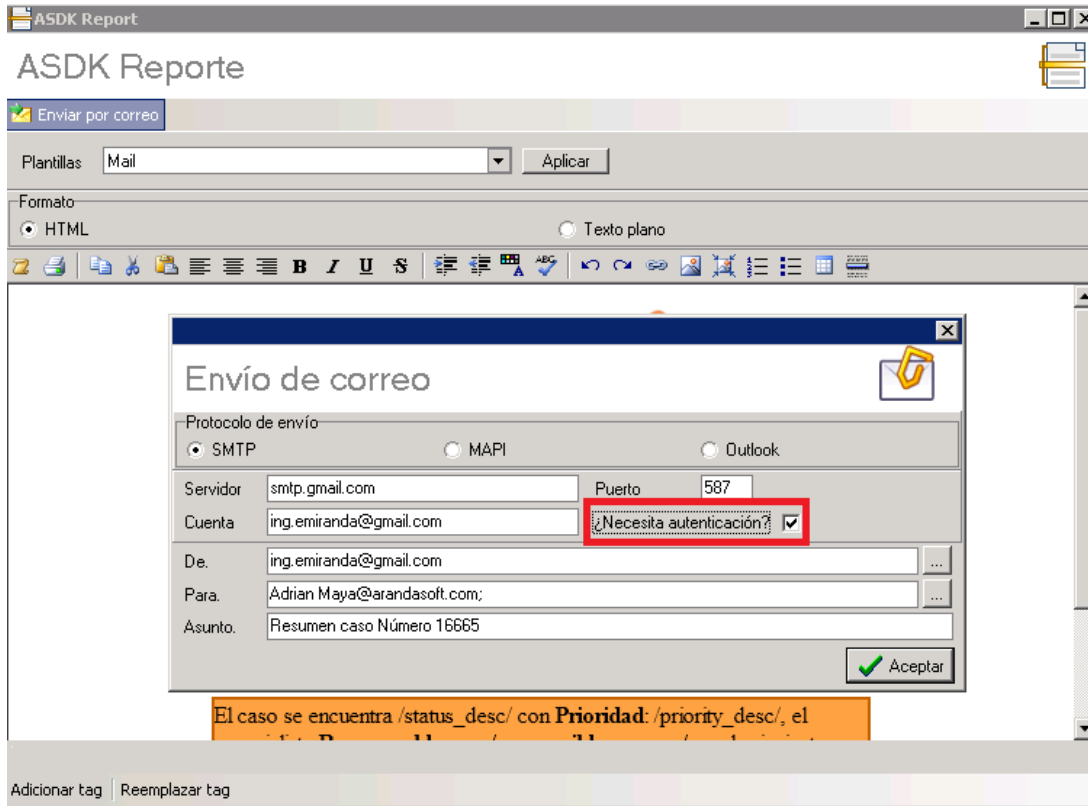 ASDK Report
ASDK Reporte
Enviar por correo
Plantillas Mail Aplicar
Formato
HTML Texto plano
B I U S ABC
Envío de correo
Protocolo de envío
SMTP MAPI Outlook
Servidor smtp.gmail.com Puerto 587
Cuenta ing.emiranda@gmail.com ¿Necesita autenticación?
De. ing.emiranda@gmail.com ...
Para. Adrian Maya@arandasoft.com; ...
Asunto. Resumen caso Número 16665
Aceptar
El caso se encuentra /status_desc/ con Prioridad: /priority_desc/, el
Adicionar tag Reemplazar tag